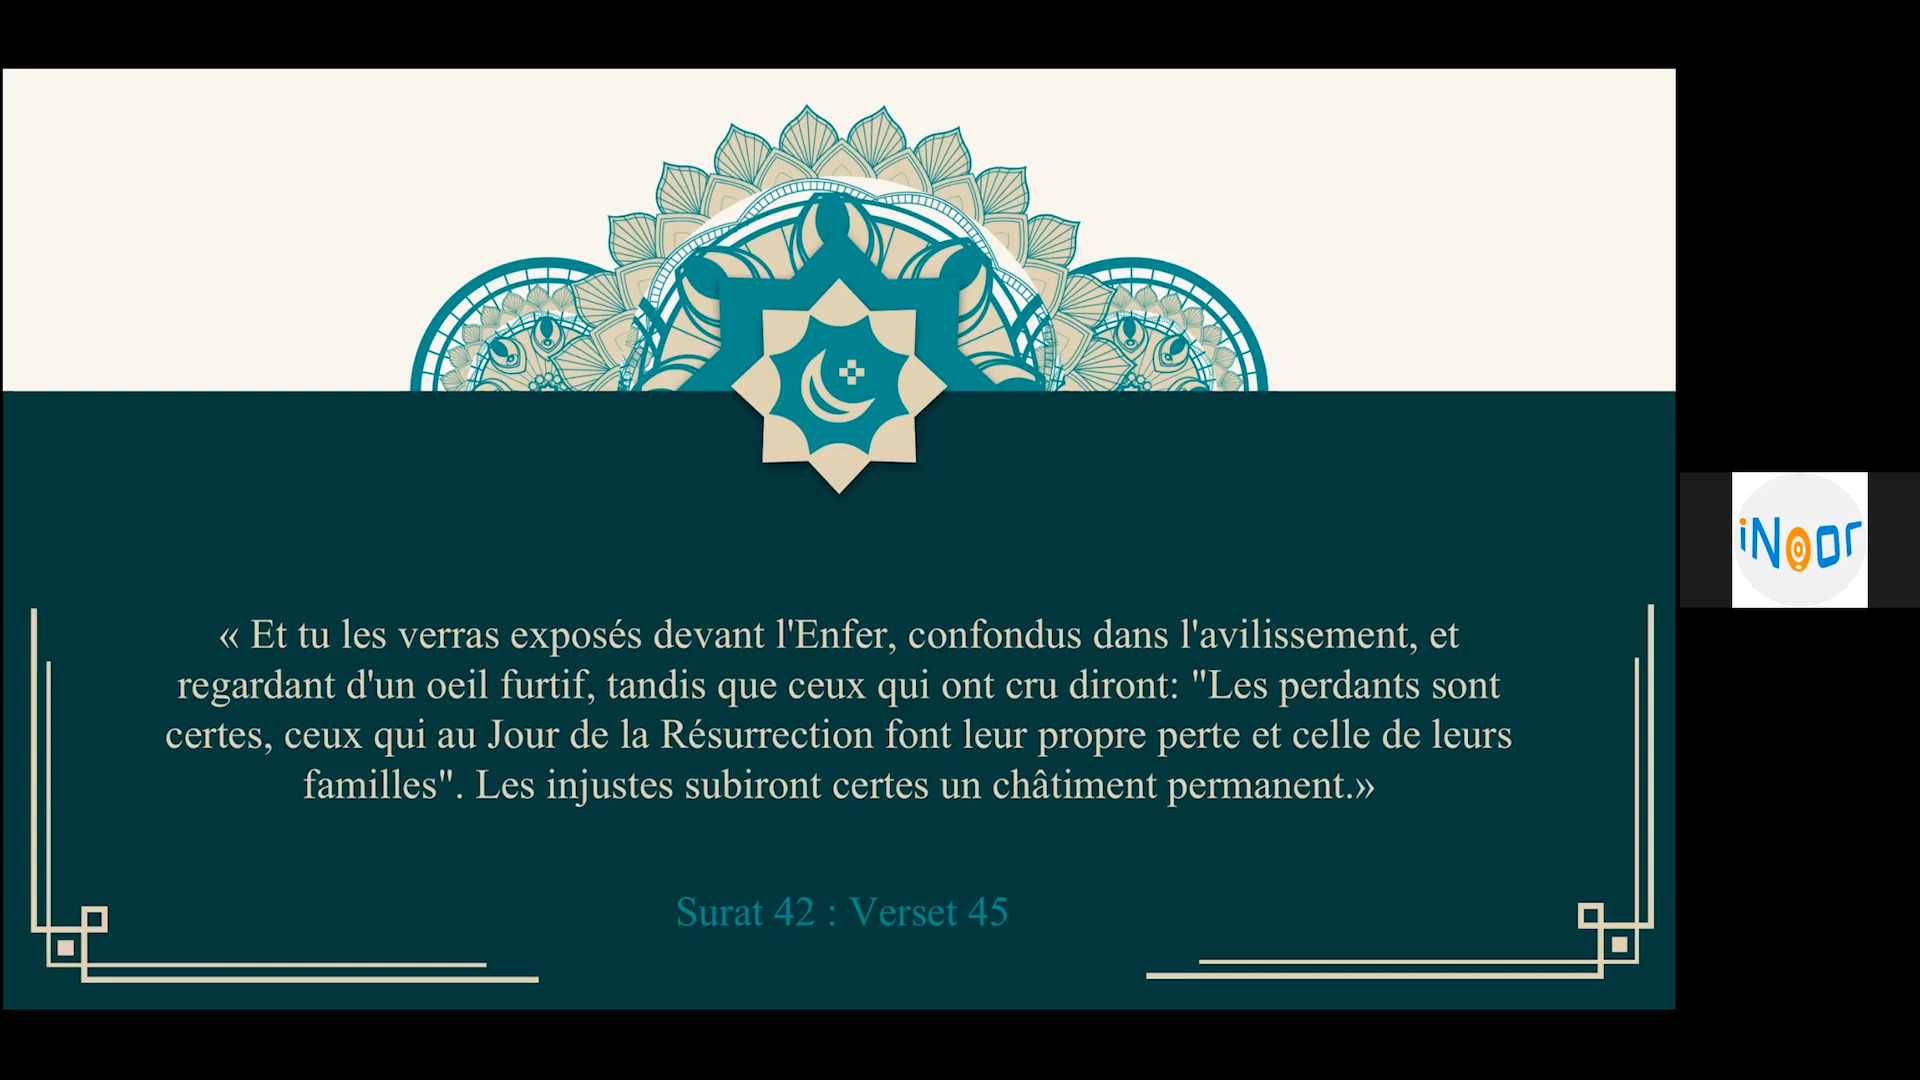 « Et tu les verras exposés devant l'Enfer, confondus dans l'avilissement, et
regardant d'un oeil furtif, tandis que ceux qui ont cru diront: "Les perdants sont
certes, ceux qui au Jour de la Résurrection font leur propre perte et celle de leurs
familles". Les injustes subiront certes un châtiment permanent.»
Surat 42 : Verset 45
iNoor